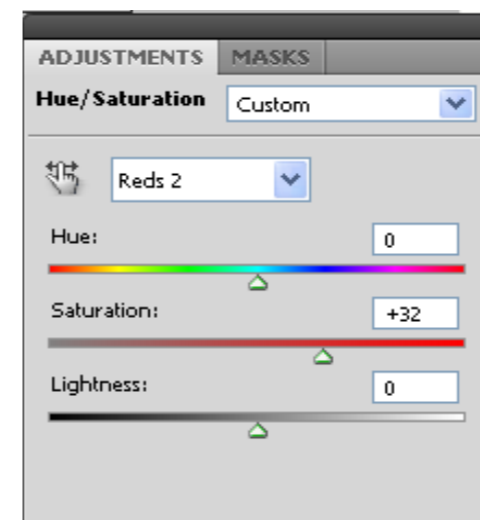 ADJUSTMENTS MASKS
Hue/Saturation Custom
Reds 2
Hue: 0
Saturation: +32
Lightness: 0